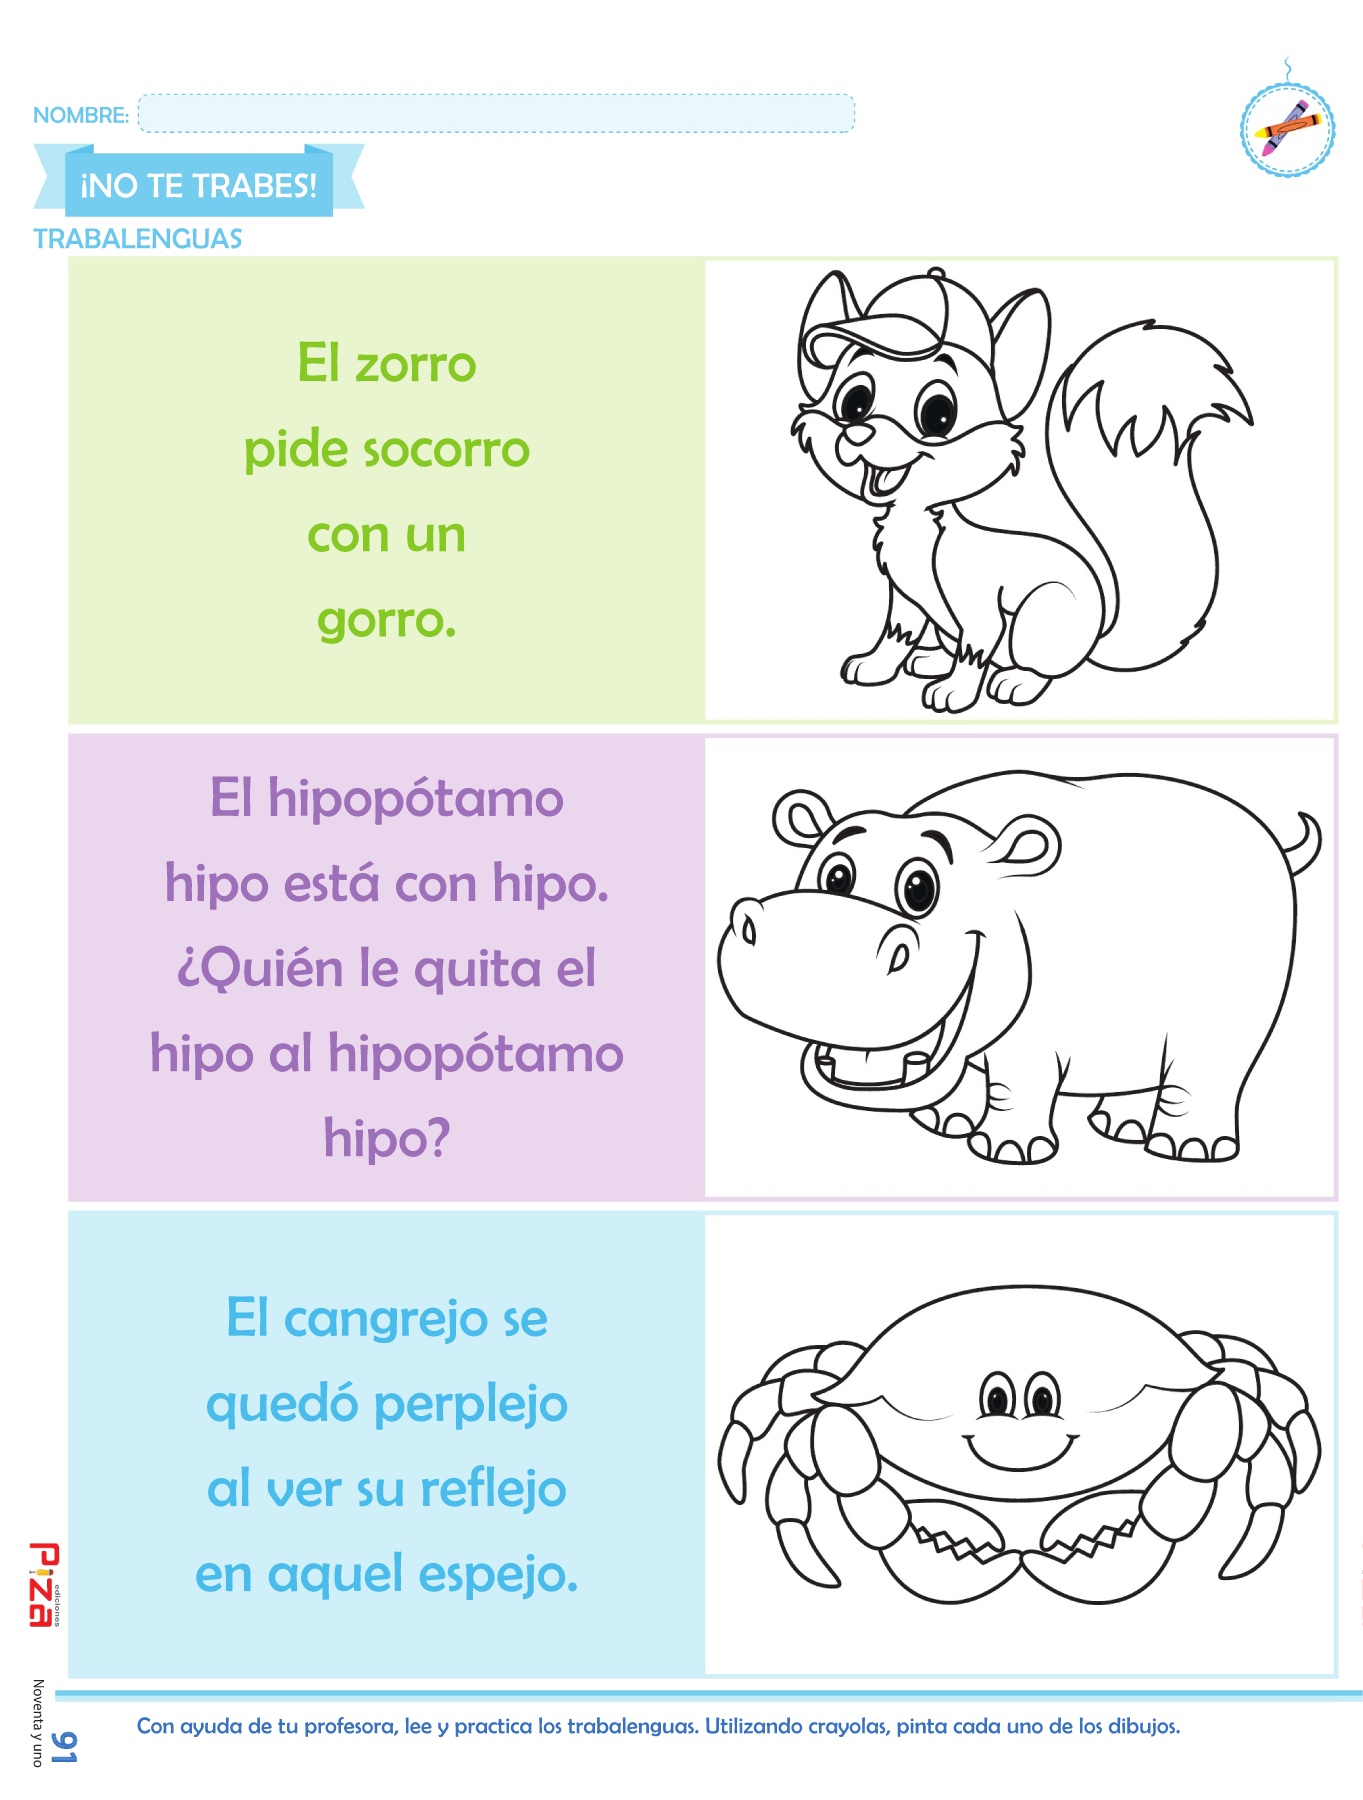 NOMBRE:
¡NO TE TRABES!
TRABALENGUAS
El zorro
pide socorro
con un
gorro.
El hipopótamo
hipo está con hipo.
¿Quién le quita el
hipo al hipopótamo
hipo?
El cangrejo se
quedó perplejo
al ver su reflejo
en aquel espejo.
Piza
ediciones
Noventa y uno
91
Con ayuda de tu profesora, lee y practica los trabalenguas. Utilizando crayolas, pinta cada uno de los dibujos.